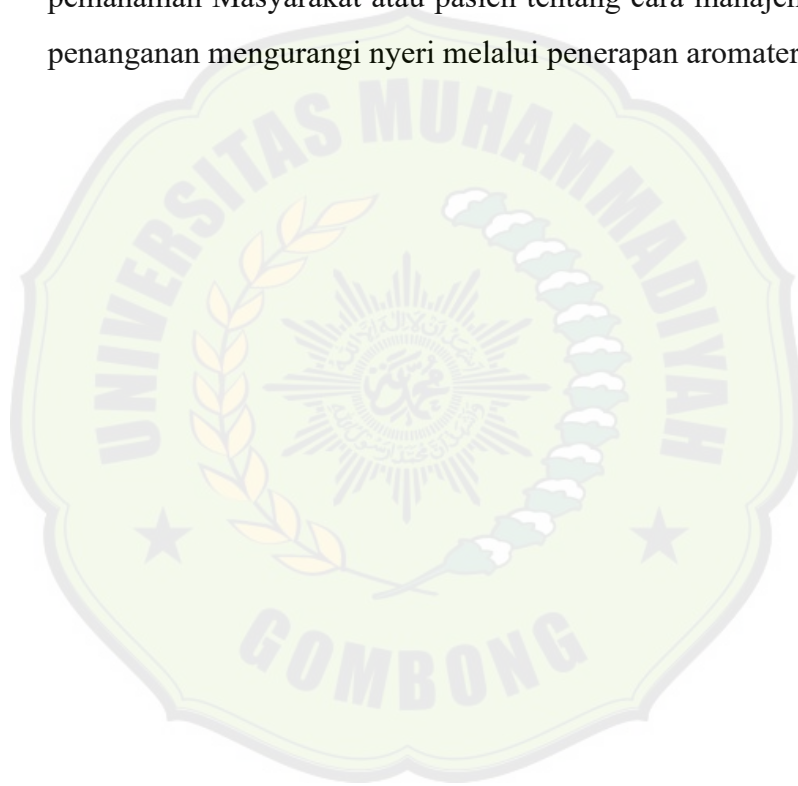 pemahaman Masyarakat atau pasien tentang cara manajem
penanganan mengurangi nyeri melalui penerapan aromater
UNIVERSITAS MUHAMMADIYAH
GOMBONG